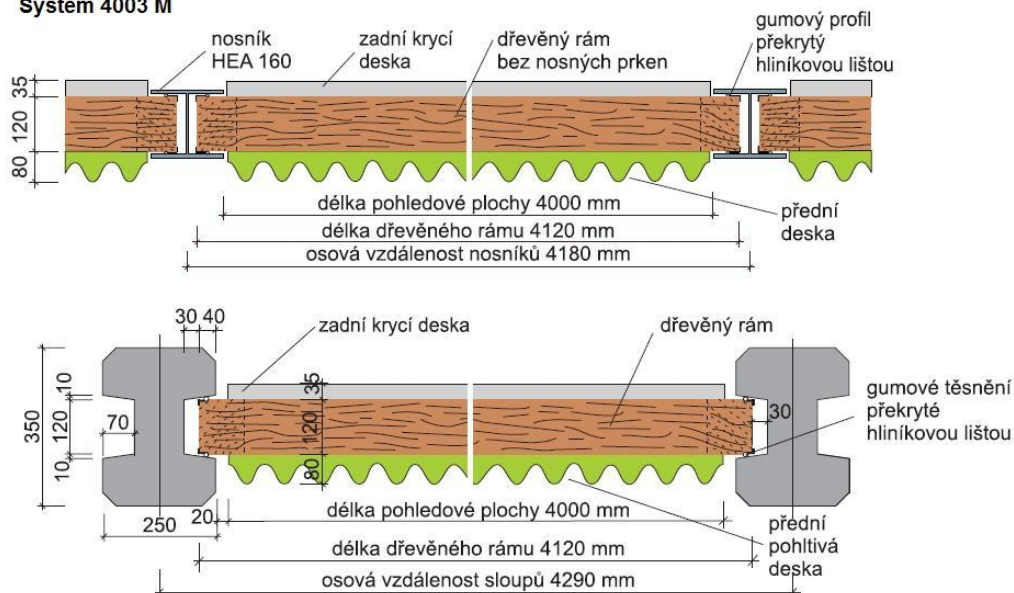 Systém 4003 M
nosník
HEA 160
zadní krycí
deska
dřevěný rám
bez nosných prken
gumový profil
překrytý
hliníkovou lištou
35
120
80
délka pohledové plochy 4000 mm
délka dřevěného rámu 4120 mm
osová vzdálenost nosníků 4180 mm
přední
deska
30 40
zadní krycí deska
dřevěný rám
gumové těsnění
překryté
hliníkovou lištou
350
10
120
10
70
35
120
80
30
250
20
délka pohledové plochy 4000 mm
délka dřevěného rámu 4120 mm
osová vzdálenost sloupů 4290 mm
přední
pohltivá
deska